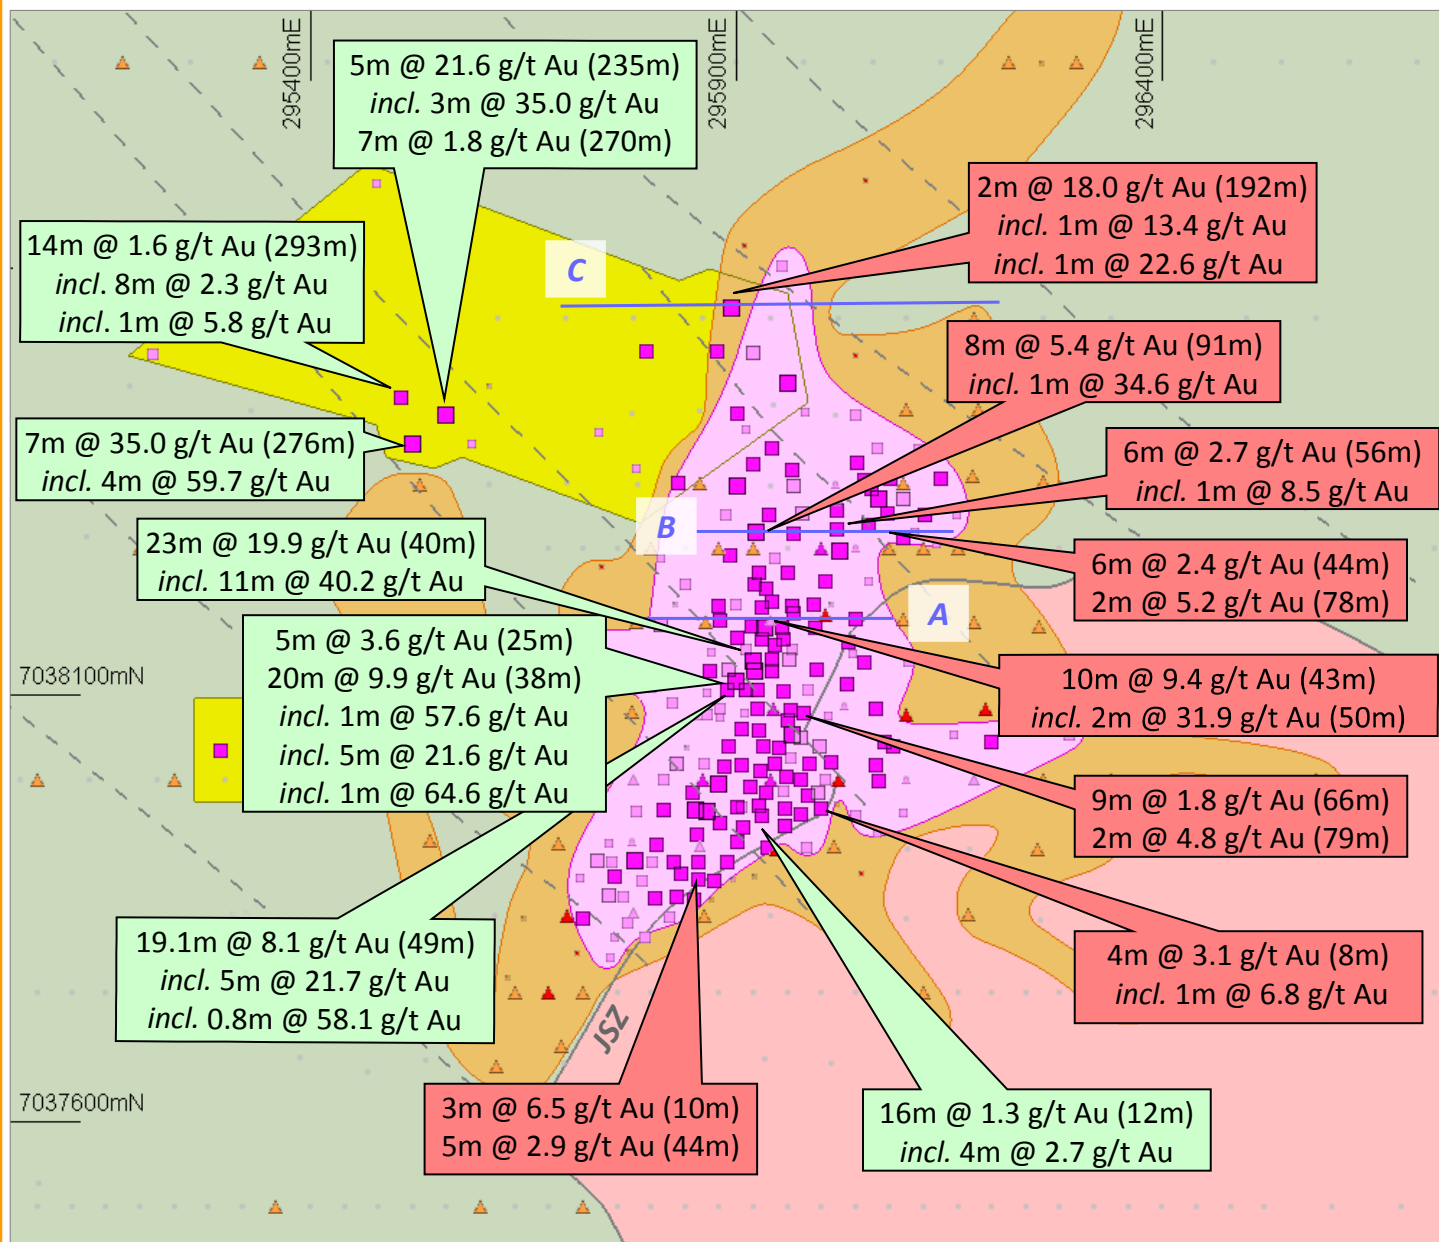 295400mE
295900mE
296400mE
5m @ 21.6 g/t Au (235m)
incl. 3m @ 35.0 g/t Au
7m @ 1.8 g/t Au (270m)
2m @ 18.0 g/t Au (192m)
incl. 1m @ 13.4 g/t Au
incl. 1m @ 22.6 g/t Au
14m @ 1.6 g/t Au (293m)
incl. 8m @ 2.3 g/t Au
incl. 1m @ 5.8 g/t Au
C
8m @ 5.4 g/t Au (91m)
incl. 1m @ 34.6 g/t Au
7m @ 35.0 g/t Au (276m)
incl. 4m @ 59.7 g/t Au
6m @ 2.7 g/t Au (56m)
incl. 1m @ 8.5 g/t Au
B
23m @ 19.9 g/t Au (40m)
incl. 11m @ 40.2 g/t Au
6m @ 2.4 g/t Au (44m)
2m @ 5.2 g/t Au (78m)
A
5m @ 3.6 g/t Au (25m)
20m @ 9.9 g/t Au (38m)
incl. 1m @ 57.6 g/t Au
incl. 5m @ 21.6 g/t Au
incl. 1m @ 64.6 g/t Au
7038100mN
10m @ 9.4 g/t Au (43m)
incl. 2m @ 31.9 g/t Au (50m)
9m @ 1.8 g/t Au (66m)
2m @ 4.8 g/t Au (79m)
19.1m @ 8.1 g/t Au (49m)
incl. 5m @ 21.7 g/t Au
incl. 0.8m @ 58.1 g/t Au
4m @ 3.1 g/t Au (8m)
incl. 1m @ 6.8 g/t Au
JSZ
7037600mN
3m @ 6.5 g/t Au (10m)
5m @ 2.9 g/t Au (44m)
16m @ 1.3 g/t Au (12m)
incl. 4m @ 2.7 g/t Au